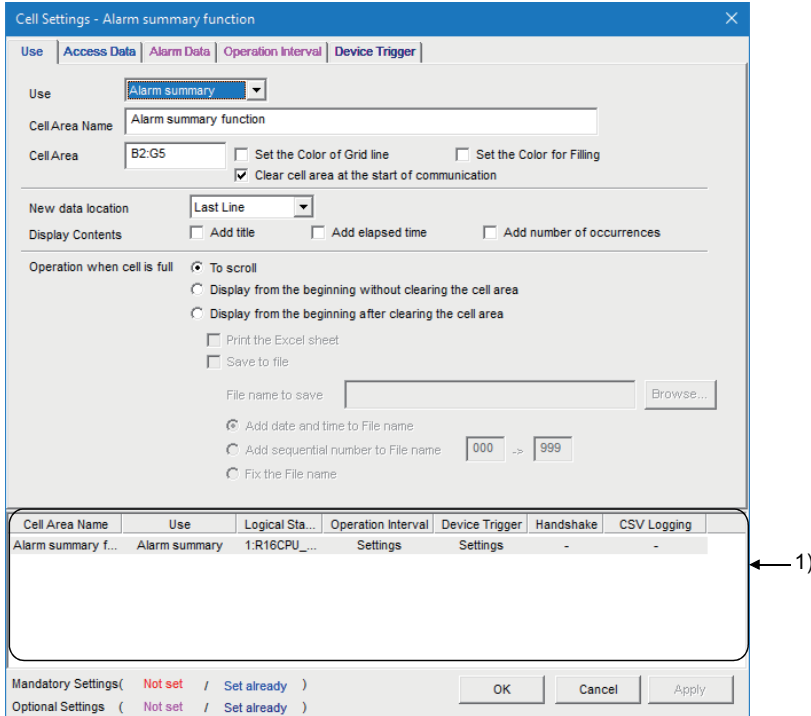 Cell Settings - Alarm summary function
Use Access Data Alarm Data Operation Interval Device Trigger
Use Alarm summary
Cell Area Name Alarm summary function
Cell Area B2:G5 Set the Color of Grid line Set the Color for Filling
Clear cell area at the start of communication
New data location Last Line
Display Contents Add title Add elapsed time Add number of occurrences
Operation when cell is full To scroll
Display from the beginning without clearing the cell area
Display from the beginning after clearing the cell area
Print the Excel sheet
Save to file
File name to save Browse...
Add date and time to File name
Add sequential number to File name 000 -> 999
Fix the File name
Cell Area Name Use Logical Sta... Operation Interval Device Trigger Handshake CSV Logging
Alarm summary f... Alarm summary 1:R16CPU_... Settings Settings - -
1)
Mandatory Settings( Not set / Set already )
OK Cancel Apply
Optional Settings ( Not set / Set already )